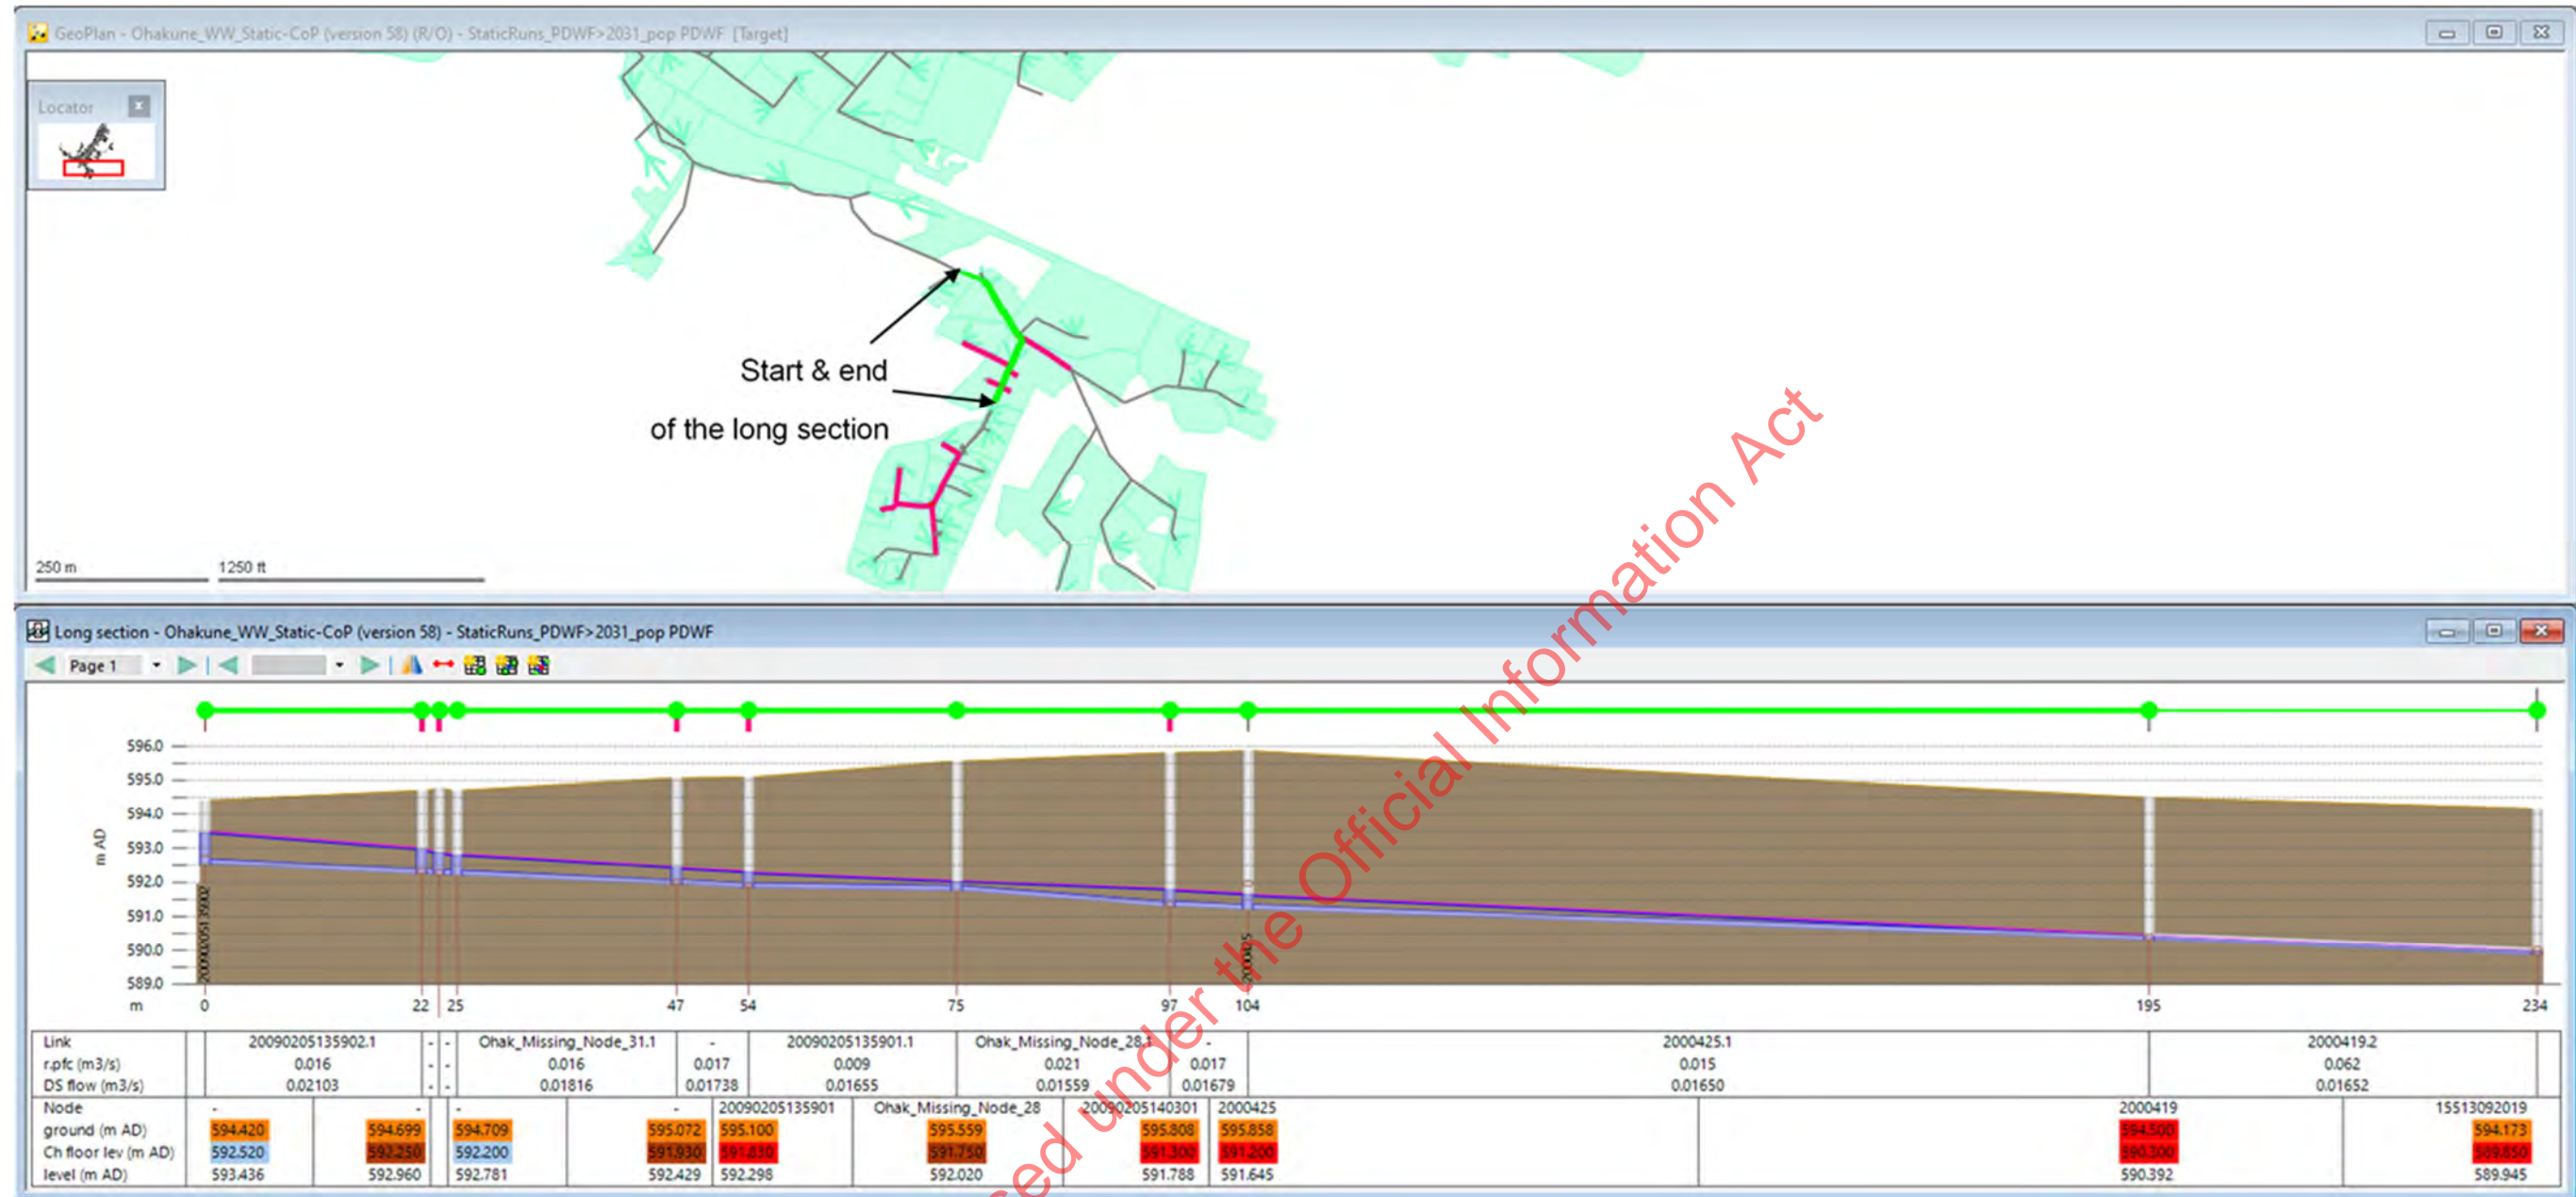 GeoPlan - Ohakune_WW_Static-CoP (version 58) (R/O) - StaticRuns_PDWF>2031_pop PDWF [Target]
Locator
Start & end
of the long section
250 m 1250 ft
Long section - Ohakune_WW_Static-CoP (version 58) - StaticRuns_PDWF>2031_pop PDWF
Page 1
596.0
595.0
594.0
593.0
592.0
591.0
590.0
589.0
m AD
20090205135902
2000425
m 0 22 25 47 54 75 97 104 195 234
Link 20090205135902.1 - - Ohak_Missing_Node_31.1 - 20090205135901.1 Ohak_Missing_Node_28.1 - 2000425.1 2000419.2
r.pfc (m3/s) 0.016 - - 0.016 0.017 0.009 0.021 0.017 0.015 0.062
DS flow (m3/s) 0.02103 - - 0.01816 0.01738 0.01655 0.01559 0.01679 0.01650 0.01652
Node - - - - 20090205135901 Ohak_Missing_Node_28 20090205140301 2000425 2000419 15513092019
ground (m AD) 594.420 594.699 594.709 595.072 595.100 595.559 595.808 595.858 594.500 594.173
Ch floor lev (m AD) 592.520 592.250 592.200 591.930 591.830 591.750 591.300 591.200 590.300 589.850
level (m AD) 593.436 592.960 592.781 592.429 592.298 592.020 591.788 591.645 590.392 589.945
sed under the Official Information Act